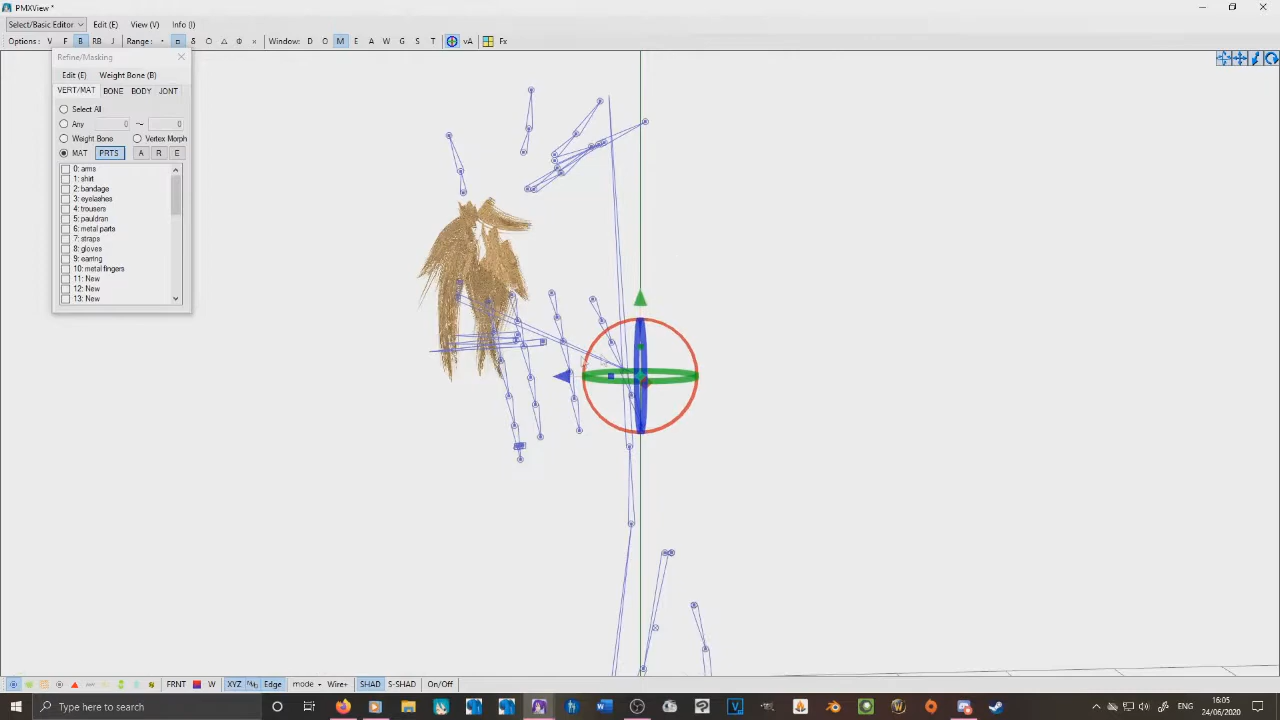 PMXView *
Select/Basic Editor Edit (E) View (V) Info (I)
Options: V F B RB J Range: Window: D O M E A W G S T vA Fx
Refine/Masking
Edit (E) Weight Bone (B)
VERT/MAT BONE BODY JONT
Select All
Any 0 ~ 0
Weight Bone Vertex Morph
MAT PRTS A R E
0: arms
1: shirt
2: bandage
3: eyelashes
4: trousers
5: pauldran
6: metal parts
7: straps
8: gloves
9: earring
10: metal fingers
11: New
12: New
13: New
FRNT W XYZ Edge mode Wire+ SHAD S-SHAD On/Off
Type here to search
16:05
24/06/2020